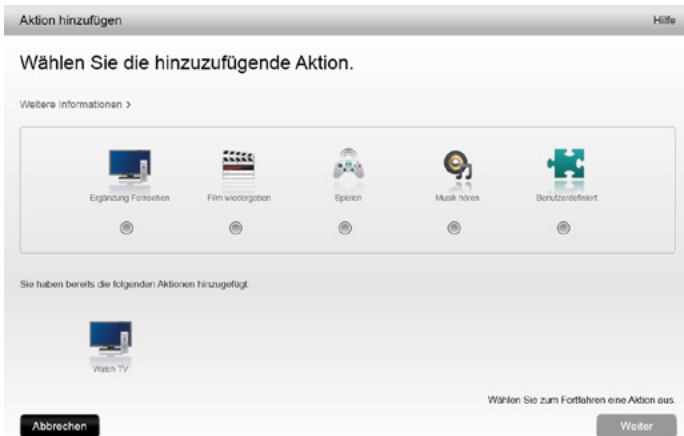 Aktion hinzufügen
Hilfe
Wählen Sie die hinzuzufügende Aktion.
Weitere Informationen >
Ergänzung Fernsehen
Film wiedergeben
Spielen
Musik hören
Benutzerdefiniert
Sie haben bereits die folgenden Aktionen hinzugefügt.
Watch TV
Wählen Sie zum Fortfahren eine Aktion aus.
Abbrechen
Weiter